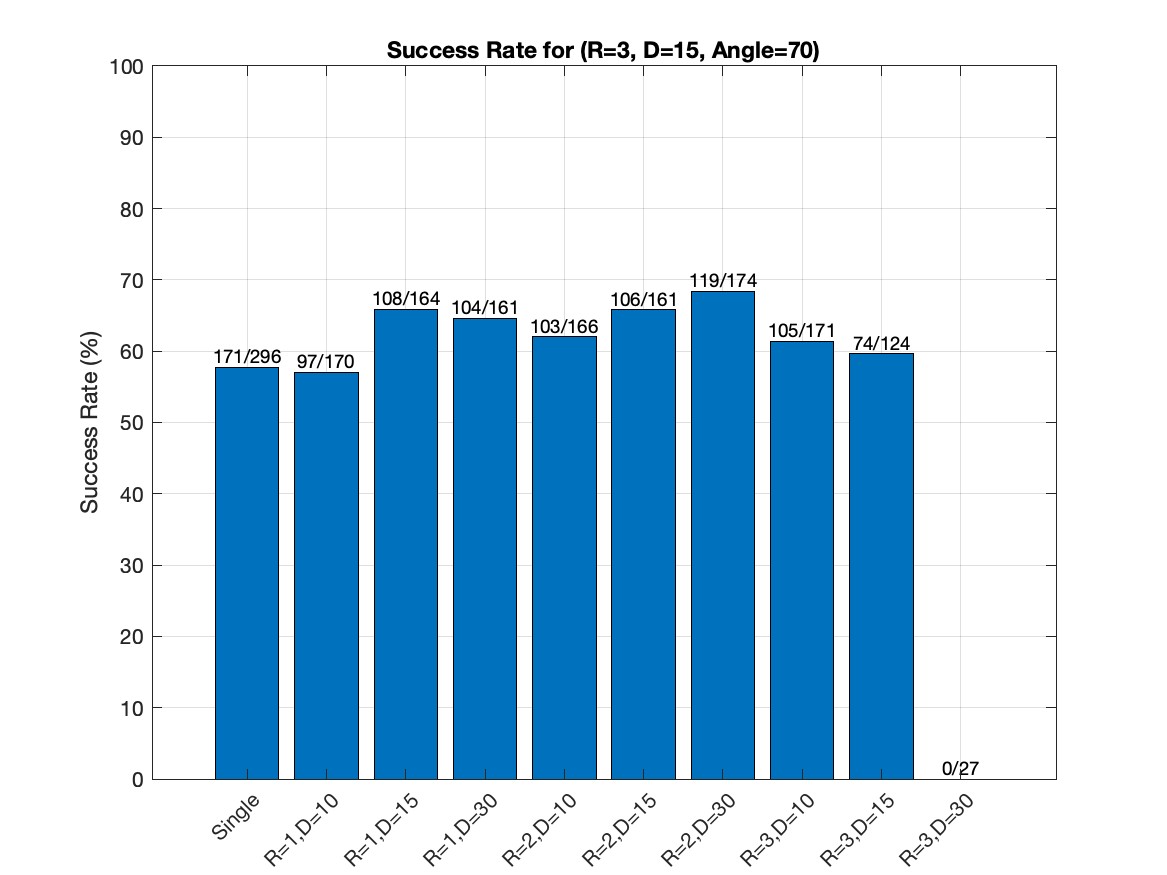 Success Rate for (R=3, D=15, Angle=70)
100
90
80
70
60
50
40
30
20
10
0
Success Rate (%)
171/296
97/170
108/164
104/161
103/166
106/161
119/174
105/171
74/124
0/27
Single
R=1,D=10
R=1,D=15
R=1,D=30
R=2,D=10
R=2,D=15
R=2,D=30
R=3,D=10
R=3,D=15
R=3,D=30